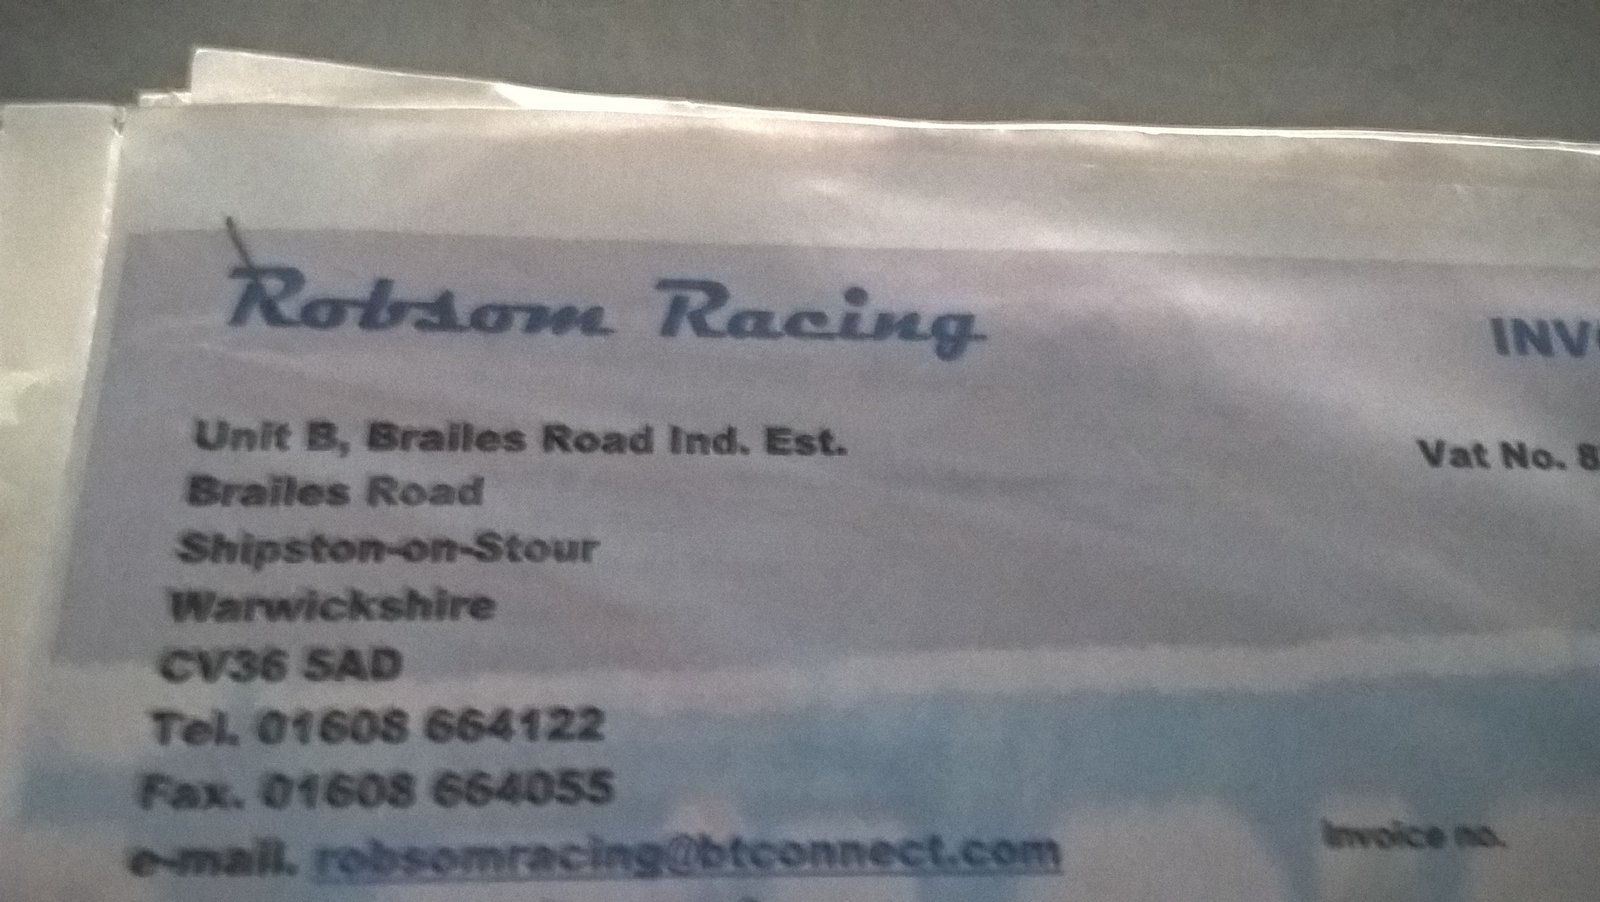 Robsom Racing
INVO
Unit B, Brailes Road Ind. Est.
Vat No. 8
Brailes Road
Shipston-on-Stour
Warwickshire
CV36 5AD
Tel. 01608 664122
Fax. 01608 664055
Invoice no.
e-mail. robsomracing@btconnect.com